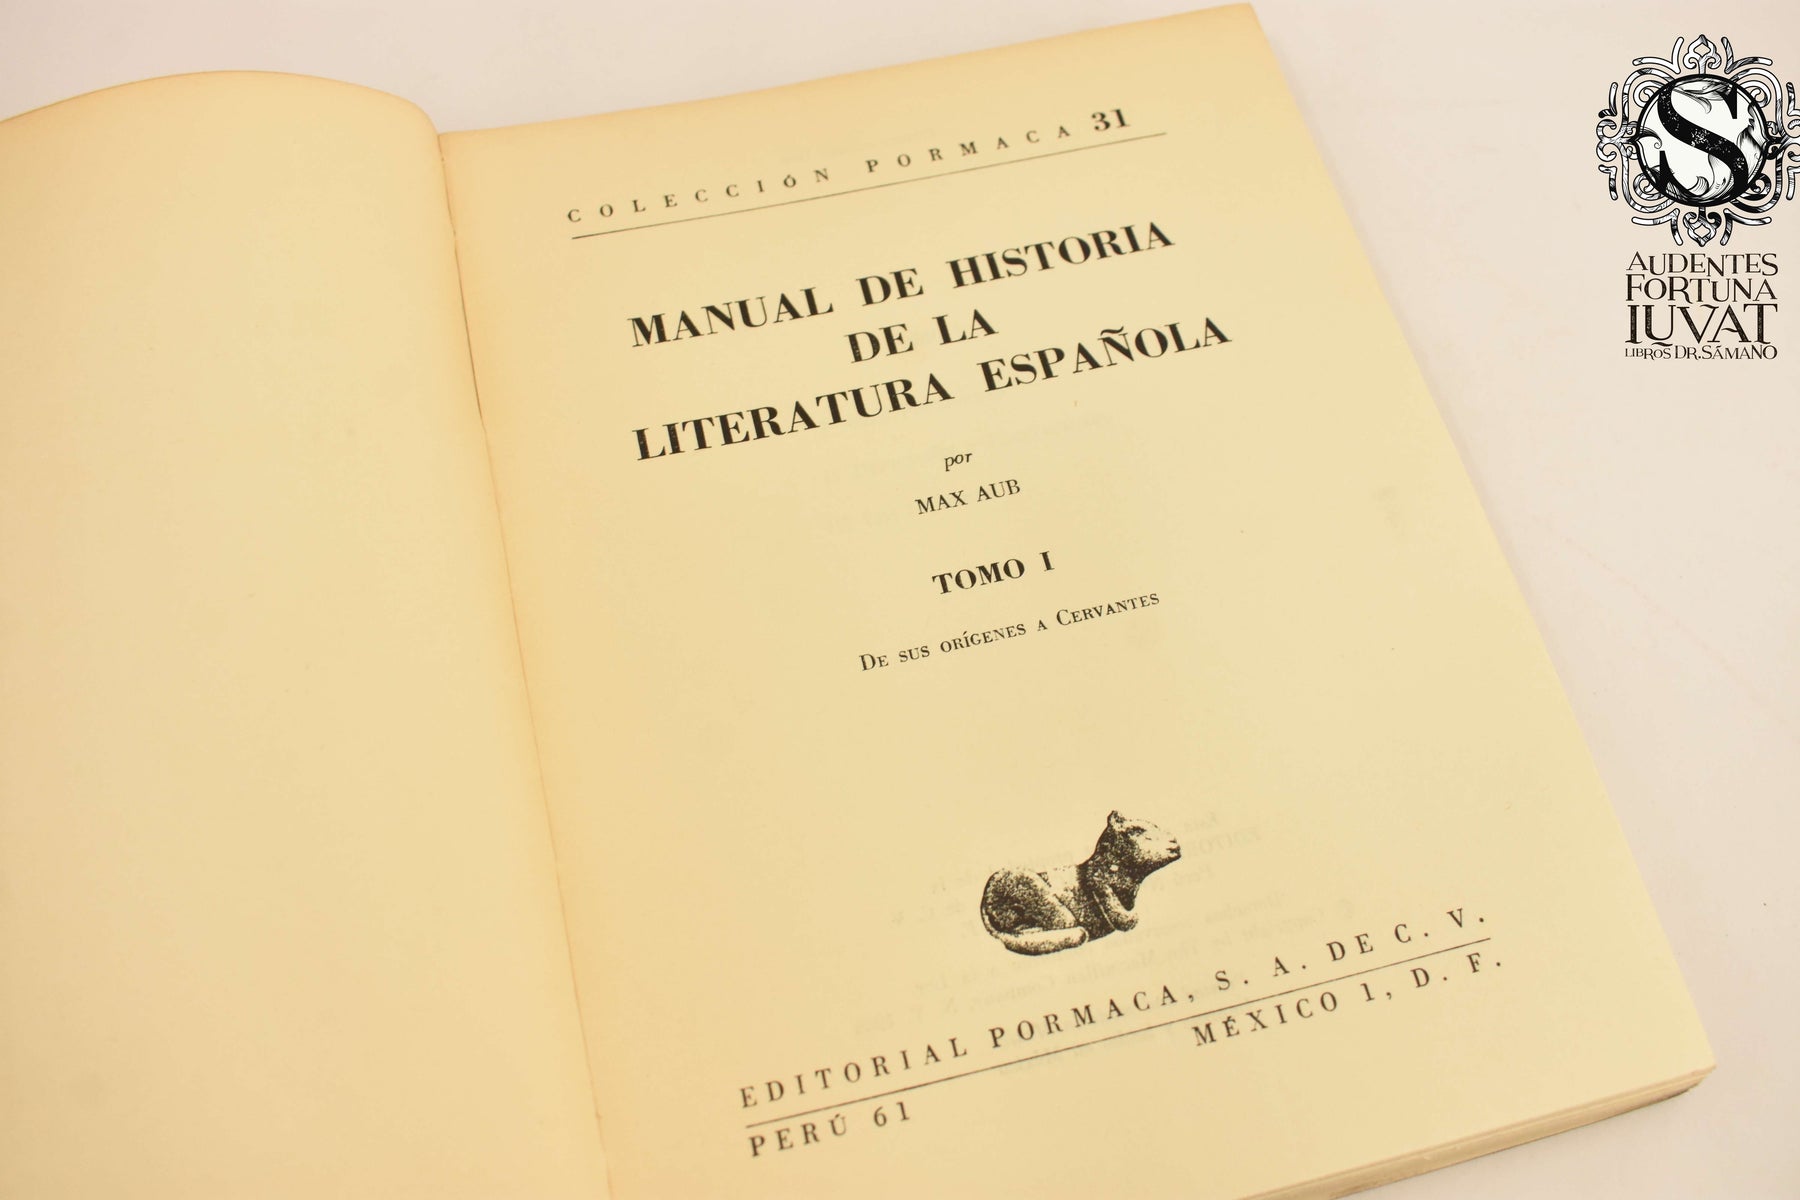 COLECCIÓN PORMACA 31
MANUAL DE HISTORIA
DE LA
LITERATURA ESPAÑOLA
por
MAX AUB
TOMO I
DE SUS ORÍGENES A CERVANTES
EDITORIAL PORMACA, S. A. DE C. V.
PERÚ 61 MÉXICO 1, D. F.
S
AUDENTES
FORTUNA
IUVAT
LIBROS DR. SÁMANO